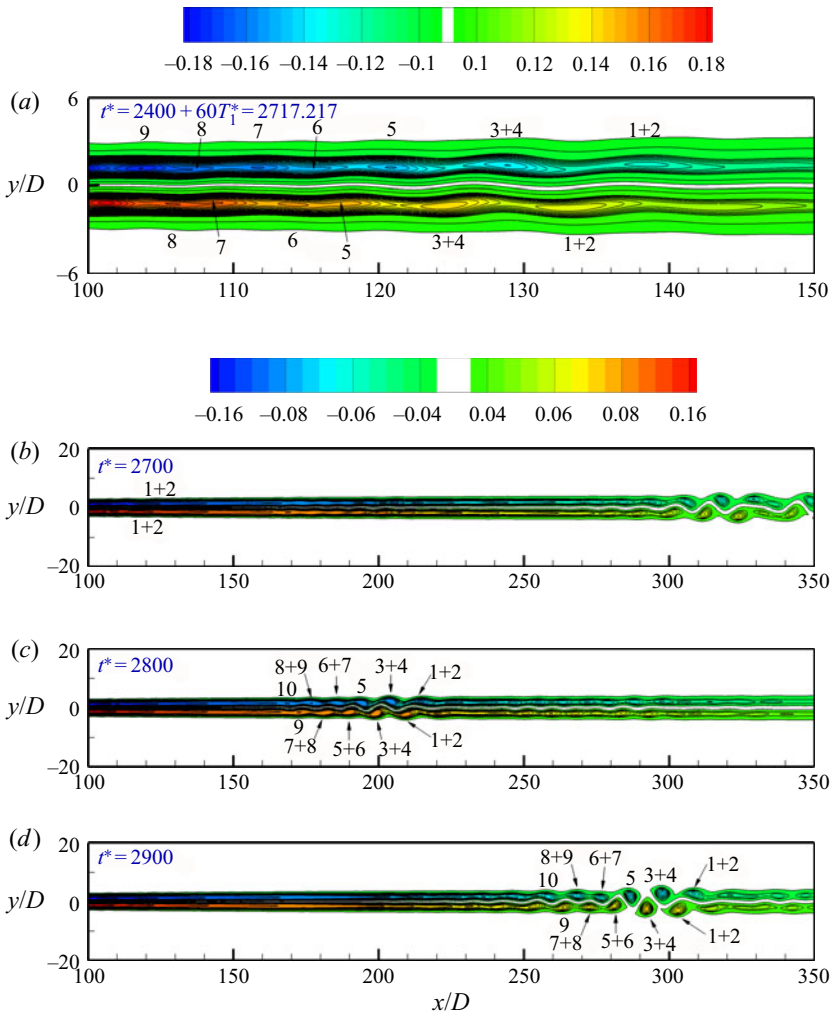 –0.18 –0.16 –0.14 –0.12 –0.1 0.1 0.12 0.14 0.16 0.18
(a)
6
t* = 2400 + 60T₁* = 2717.217
9 8 7 6 5 3+4 1+2
y/D 0
8 7 6 5 3+4 1+2
–6
100 110 120 130 140 150
–0.16 –0.08 –0.06 –0.04 0.04 0.06 0.08 0.16
(b)
20
t* = 2700
1+2
y/D 0
1+2
–20
100 150 200 250 300 350
(c)
20
t* = 2800
8+9 6+7 3+4 1+2
10 5
y/D 0
9
7+8 5+6 3+4 1+2
–20
100 150 200 250 300 350
(d)
20
t* = 2900
8+9 6+7 3+4 1+2
10 5
y/D 0
9
7+8 5+6 3+4 1+2
–20
100 150 200 250 300 350
x/D